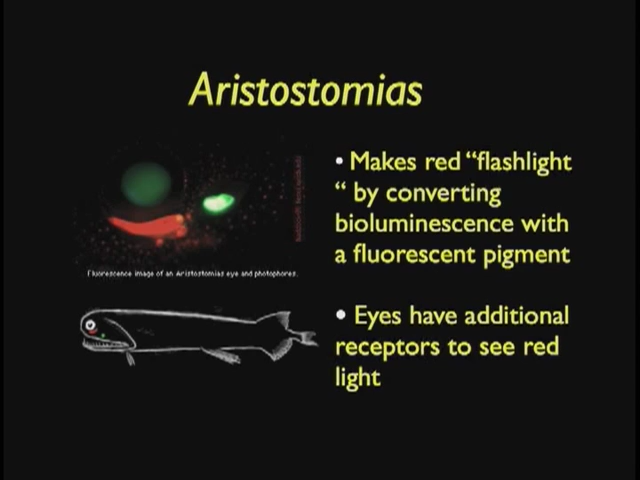 Aristostomias
• Makes red “flashlight
“ by converting
bioluminescence with
a fluorescent pigment
Fluorescence image of an Aristostomias eye and photophores.
• Eyes have additional
receptors to see red
light